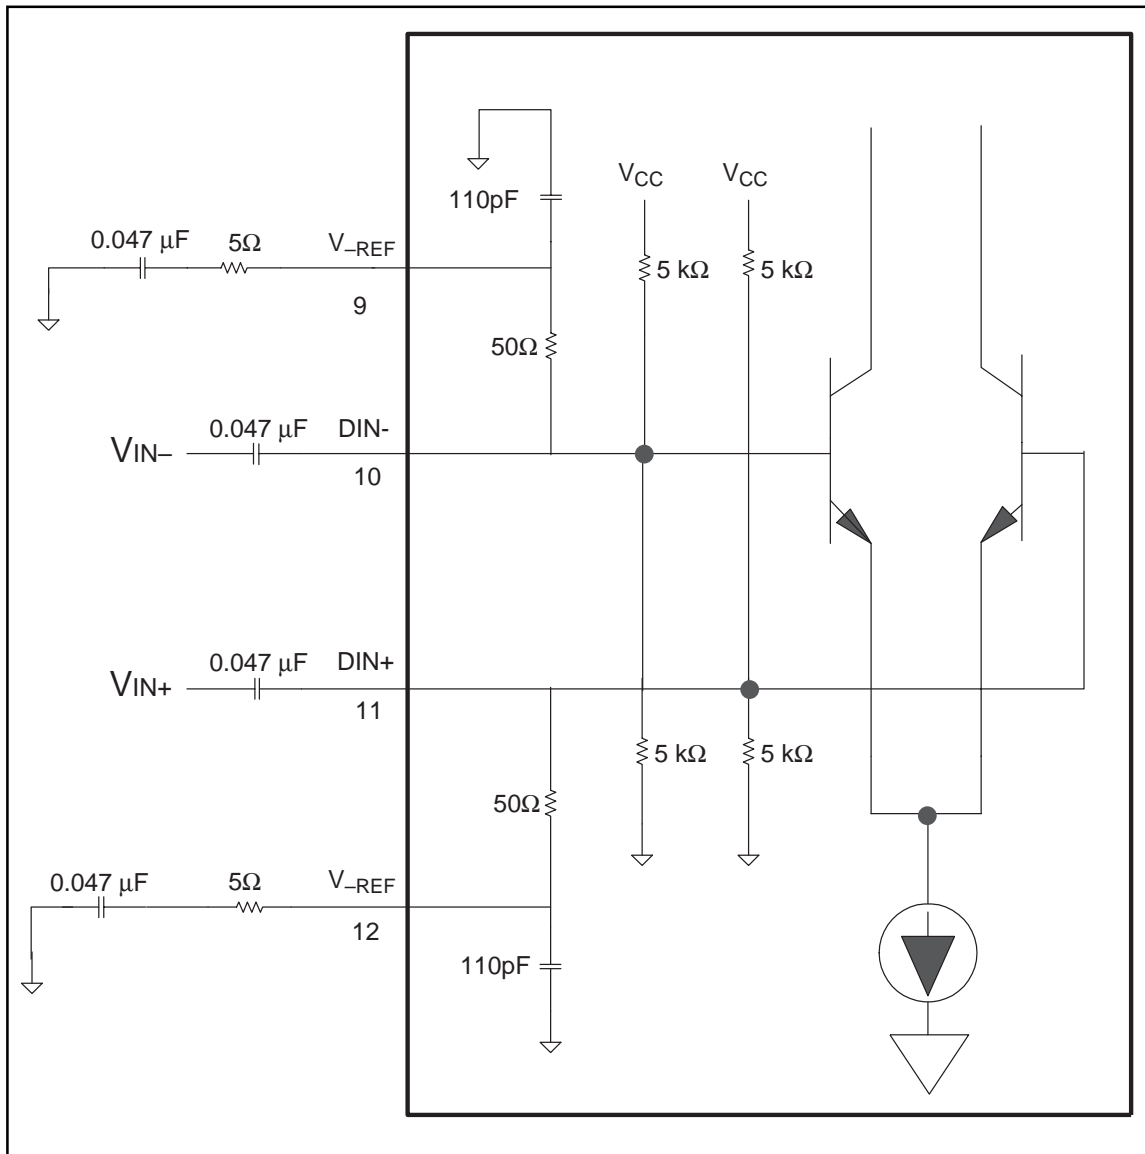 VCC VCC
110pF
0.047 μF 5Ω V–REF
5 kΩ 5 kΩ
9
50Ω
0.047 μF DIN-
VIN–
10
0.047 μF DIN+
VIN+
11
5 kΩ 5 kΩ
50Ω
0.047 μF 5Ω V–REF
12
110pF